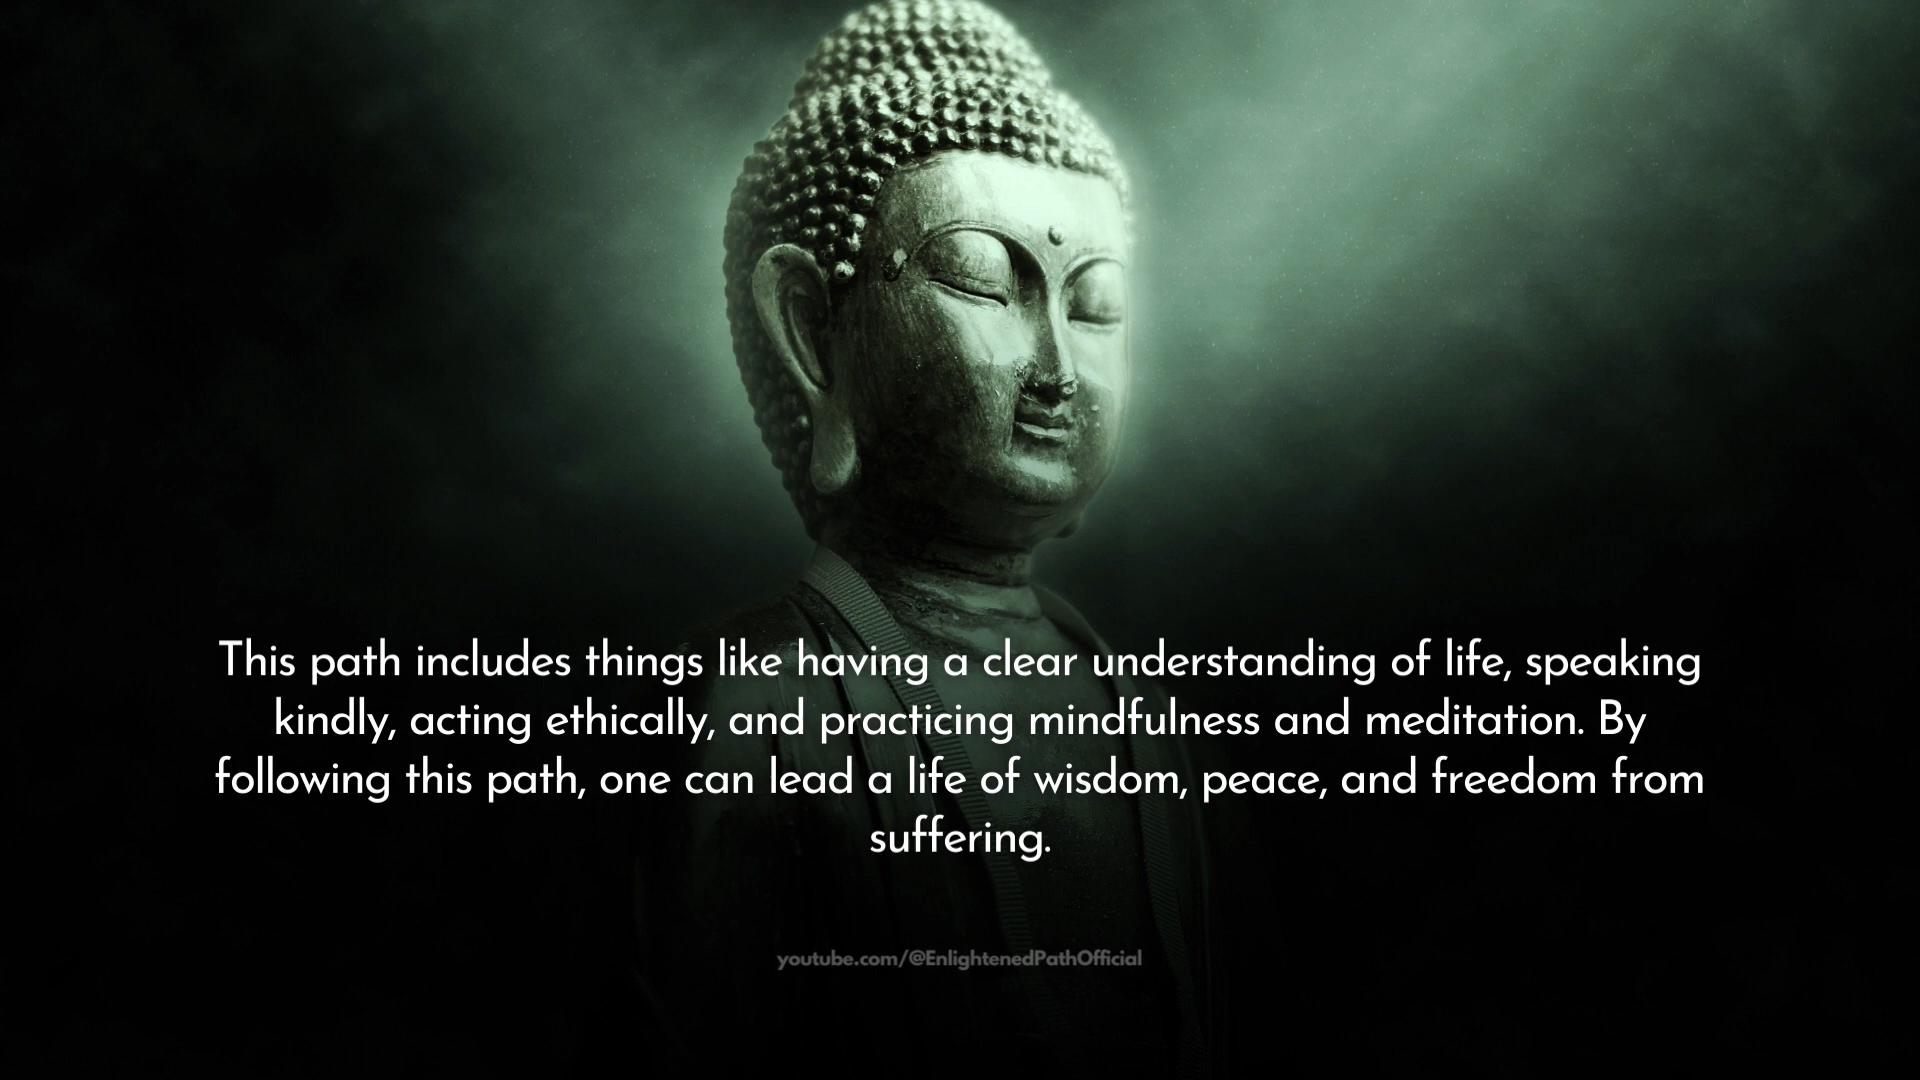 This path includes things like having a clear understanding of life, speaking
kindly, acting ethically, and practicing mindfulness and meditation. By
following this path, one can lead a life of wisdom, peace, and freedom from
suffering.
youtube.com/@EnlightenedPathOfficial